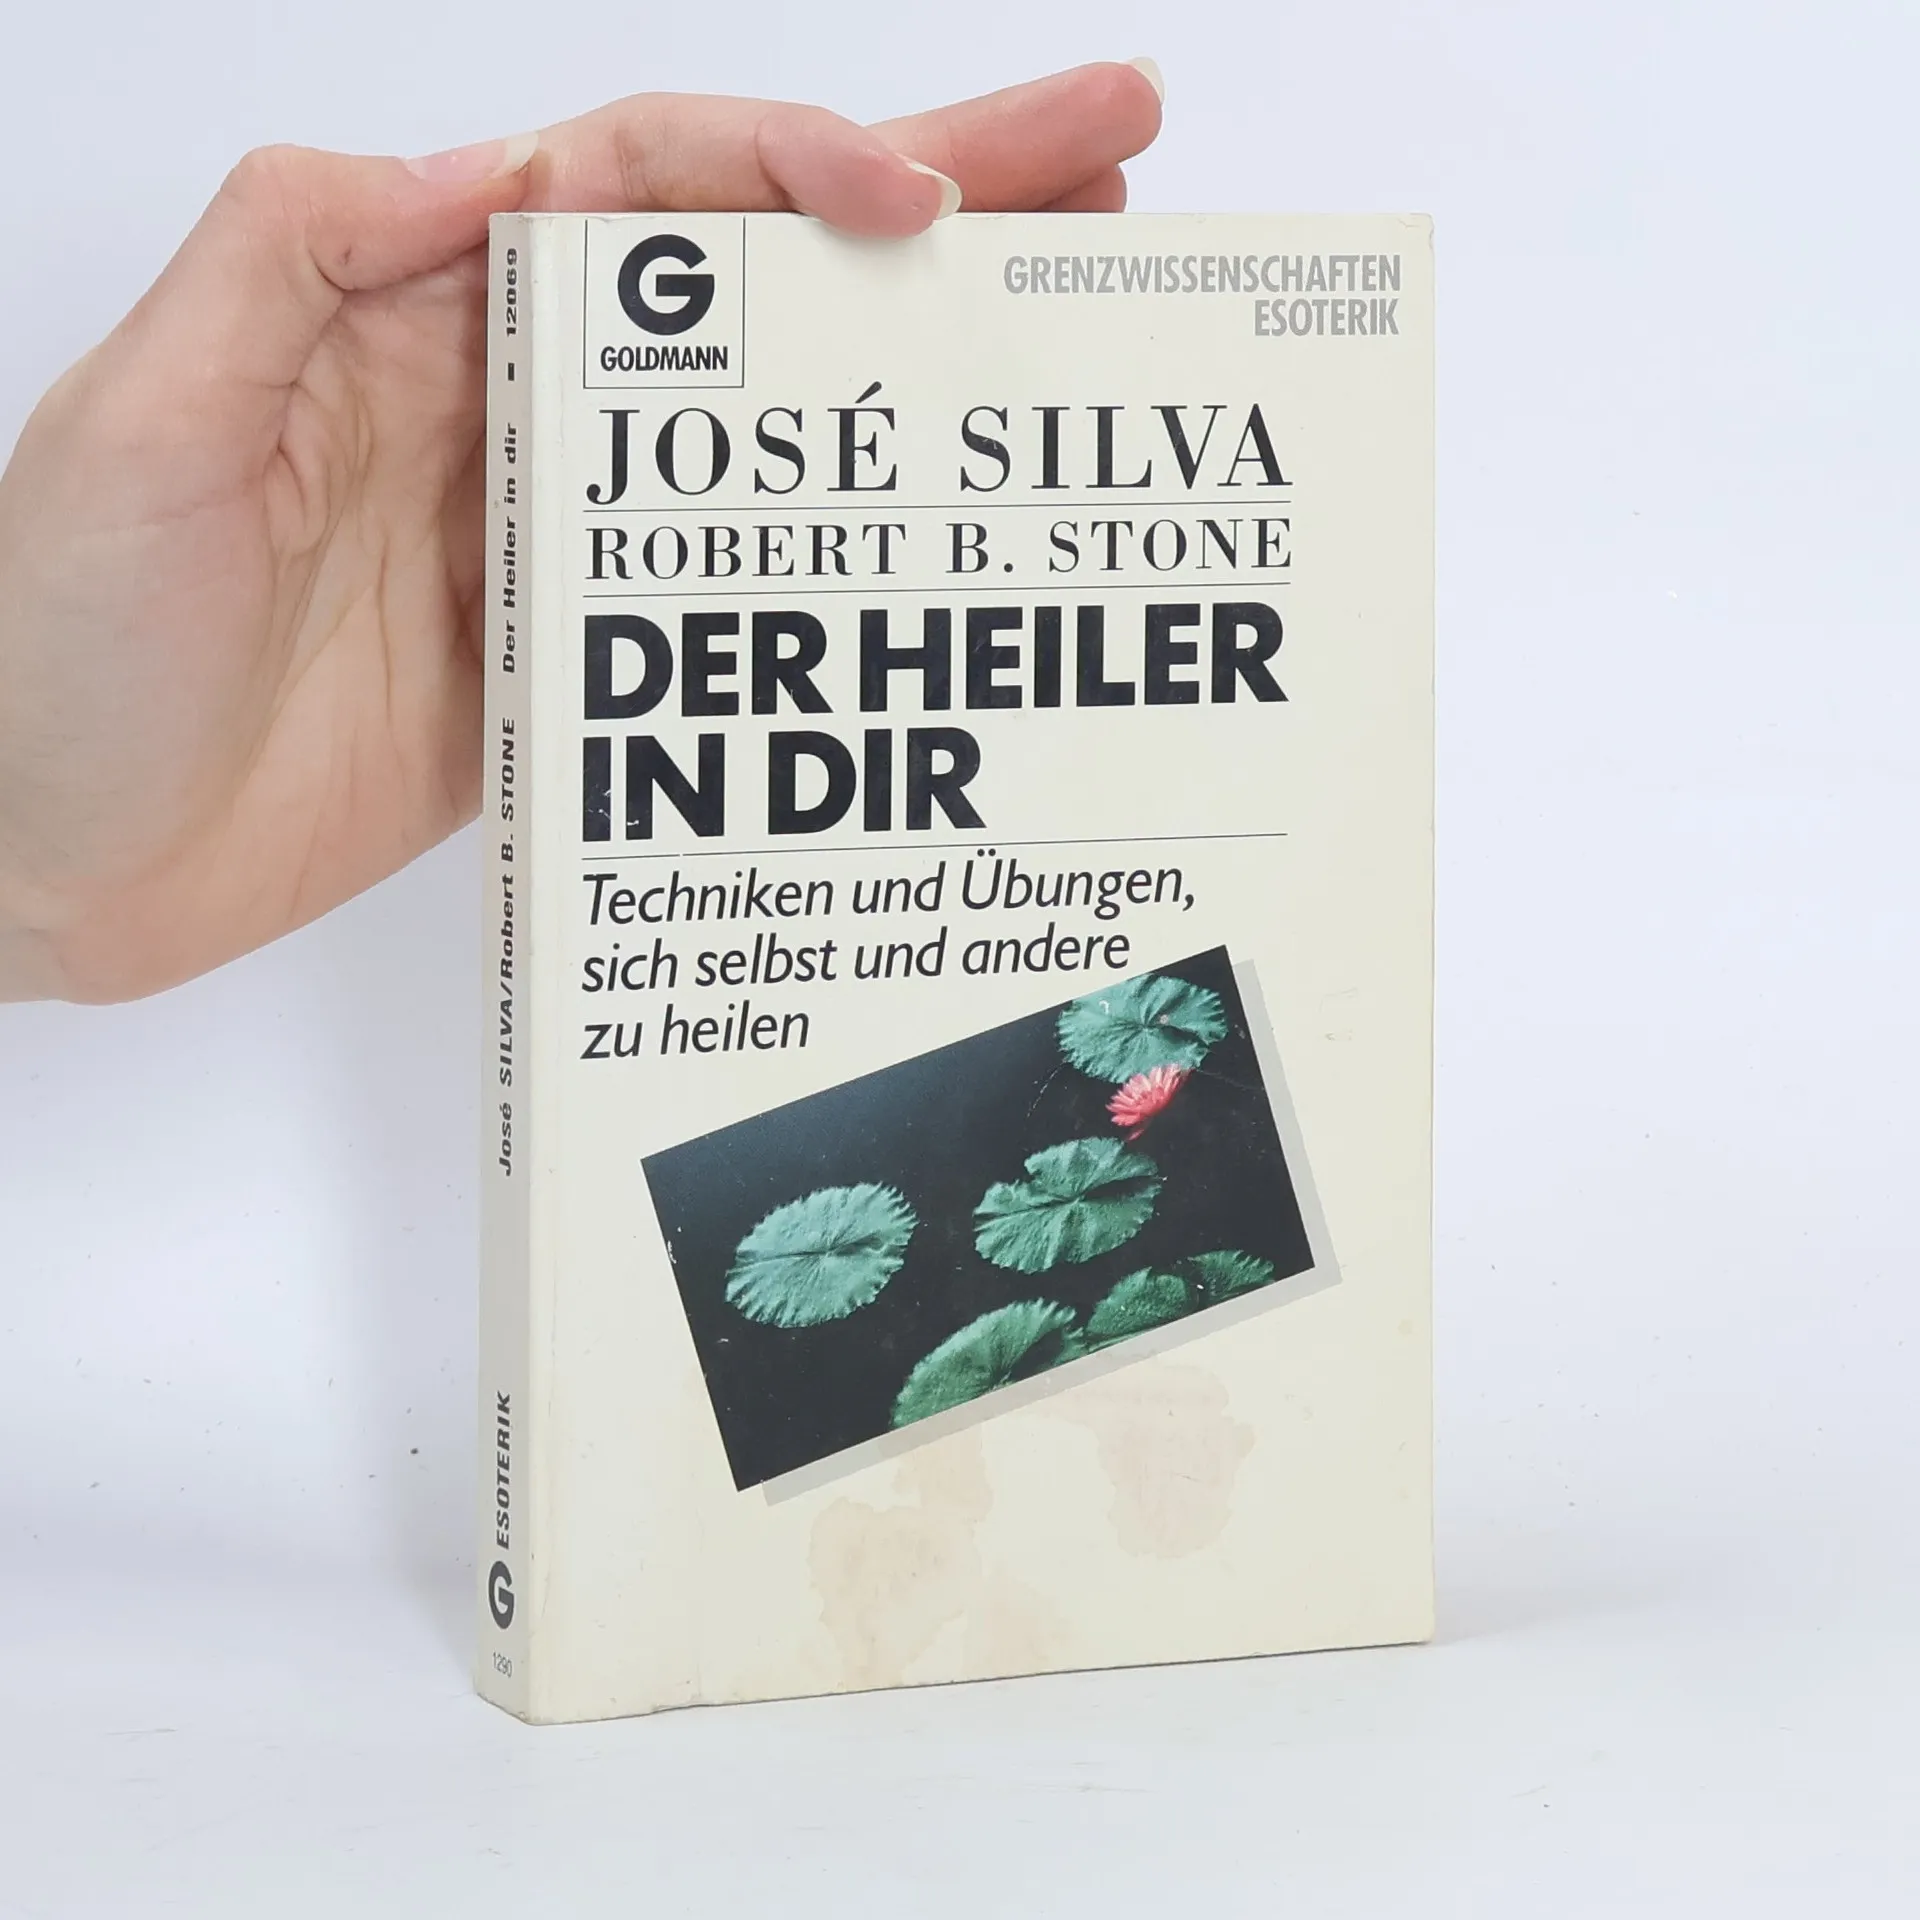 G
GOLDMANN
GRENZWISSENSCHAFTEN
ESOTERIK
JOSÉ SILVA
ROBERT B. STONE
DER HEILER
IN DIR
Techniken und Übungen,
sich selbst und andere
zu heilen
José SILVA/Robert B. STONE Der Heiler in dir 12069
G ESOTERIK
1290